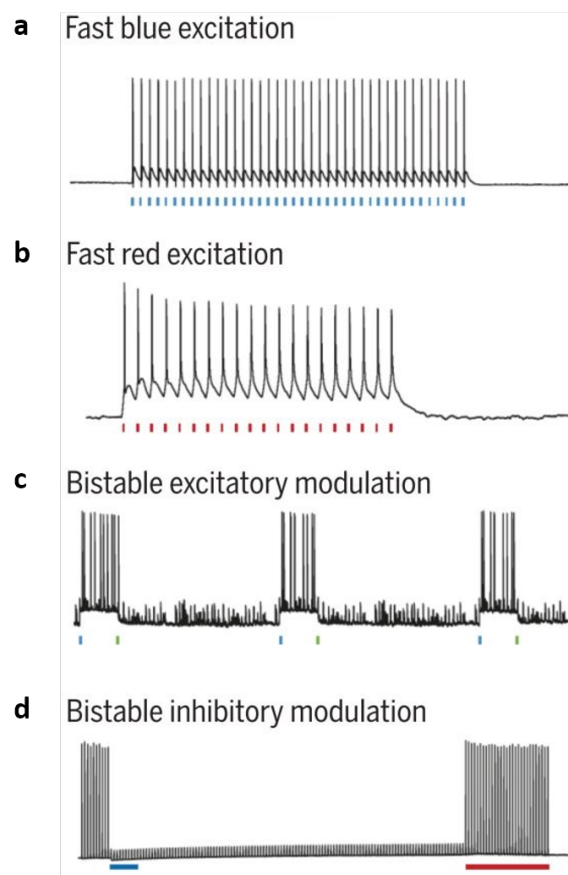 a
Fast blue excitation
b
Fast red excitation
c
Bistable excitatory modulation
d
Bistable inhibitory modulation